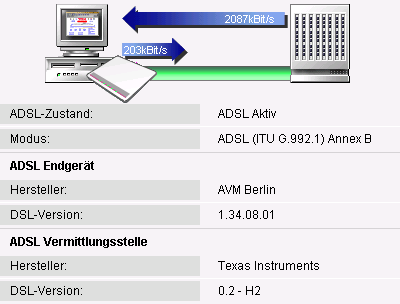 2087kBit/s
203kBit/s
ADSL-Zustand: ADSL Aktiv
Modus: ADSL (ITU G.992.1) Annex B
ADSL Endgerät
Hersteller: AVM Berlin
DSL-Version: 1.34.08.01
ADSL Vermittlungsstelle
Hersteller: Texas Instruments
DSL-Version: 0.2 - H2